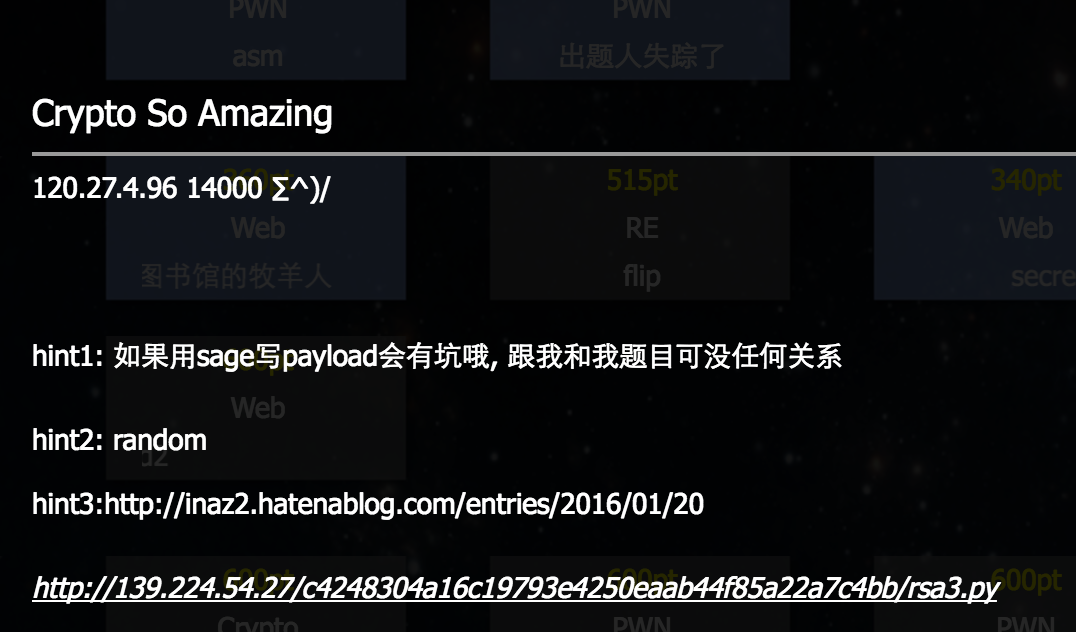 PWN
PWN
asm
出题人失踪了
Crypto So Amazing
120.27.4.96 14000 ∑^)/
515pt
340pt
Web
RE
Web
图书馆的牧羊人
flip
secre
hint1: 如果用sage写payload会有坑哦, 跟我和我题目可没任何关系
Web
hint2: random
hint3:http://inaz2.hatenablog.com/entries/2016/01/20
http://139.224.54.27/c4248304a16c19793e4250eaab44f85a22a7c4bb/rsa3.py
600pt
Crypto
PWN
PWN